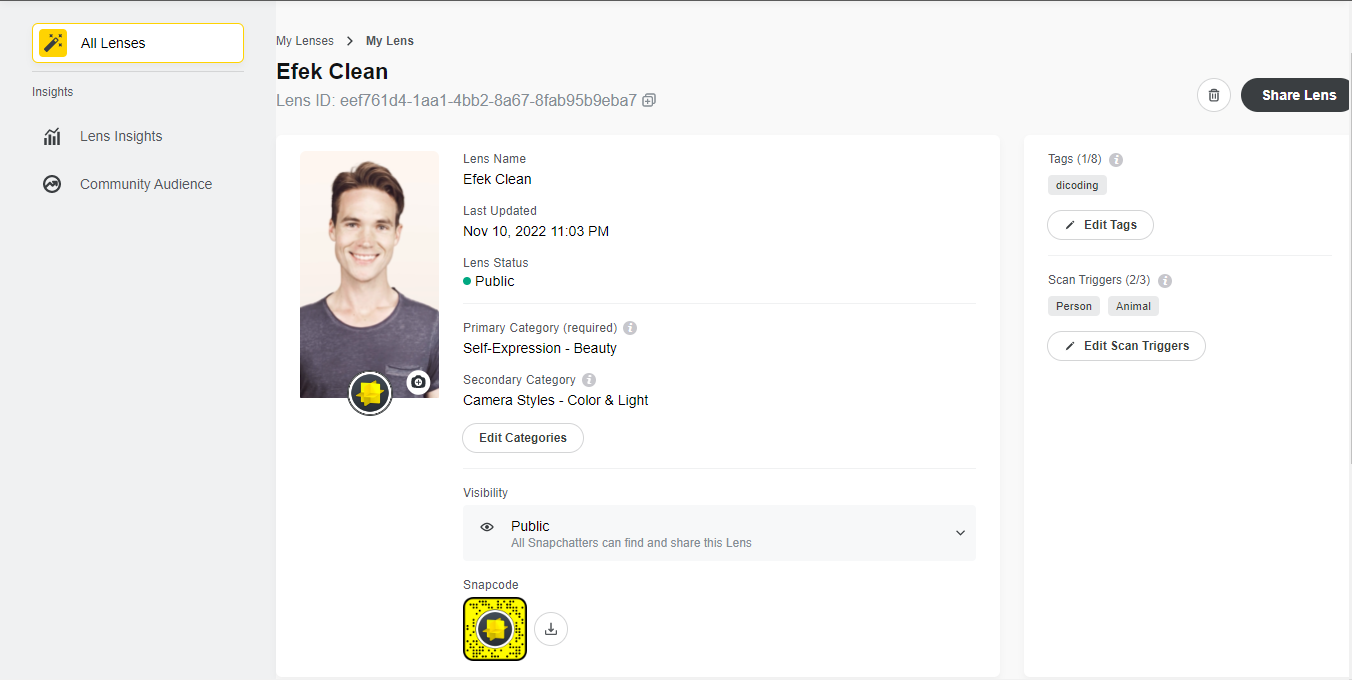 All Lenses
Insights
Lens Insights
Community Audience
My Lenses > My Lens
Efek Clean
Lens ID: eef761d4-1aa1-4bb2-8a67-8fab95b9eba7
Share Lens
Lens Name
Efek Clean
Last Updated
Nov 10, 2022 11:03 PM
Lens Status
Public
Primary Category (required)
Self-Expression - Beauty
Secondary Category
Camera Styles - Color & Light
Edit Categories
Visibility
Public
All Snapchatters can find and share this Lens
Snapcode
Tags (1/8)
dicoding
Edit Tags
Scan Triggers (2/3)
Person Animal
Edit Scan Triggers